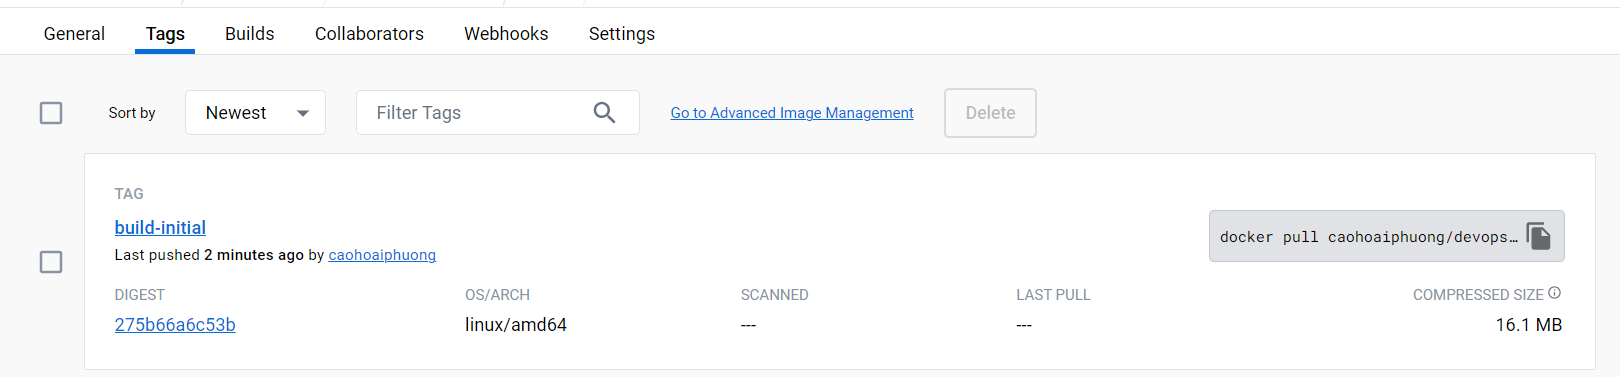 General Tags Builds Collaborators Webhooks Settings
Sort by Newest Filter Tags Go to Advanced Image Management Delete
TAG
build-initial
docker pull caohoaiphuong/devops…
Last pushed 2 minutes ago by caohoaiphuong
DIGEST OS/ARCH SCANNED LAST PULL COMPRESSED SIZE
275b66a6c53b linux/amd64 --- --- 16.1 MB